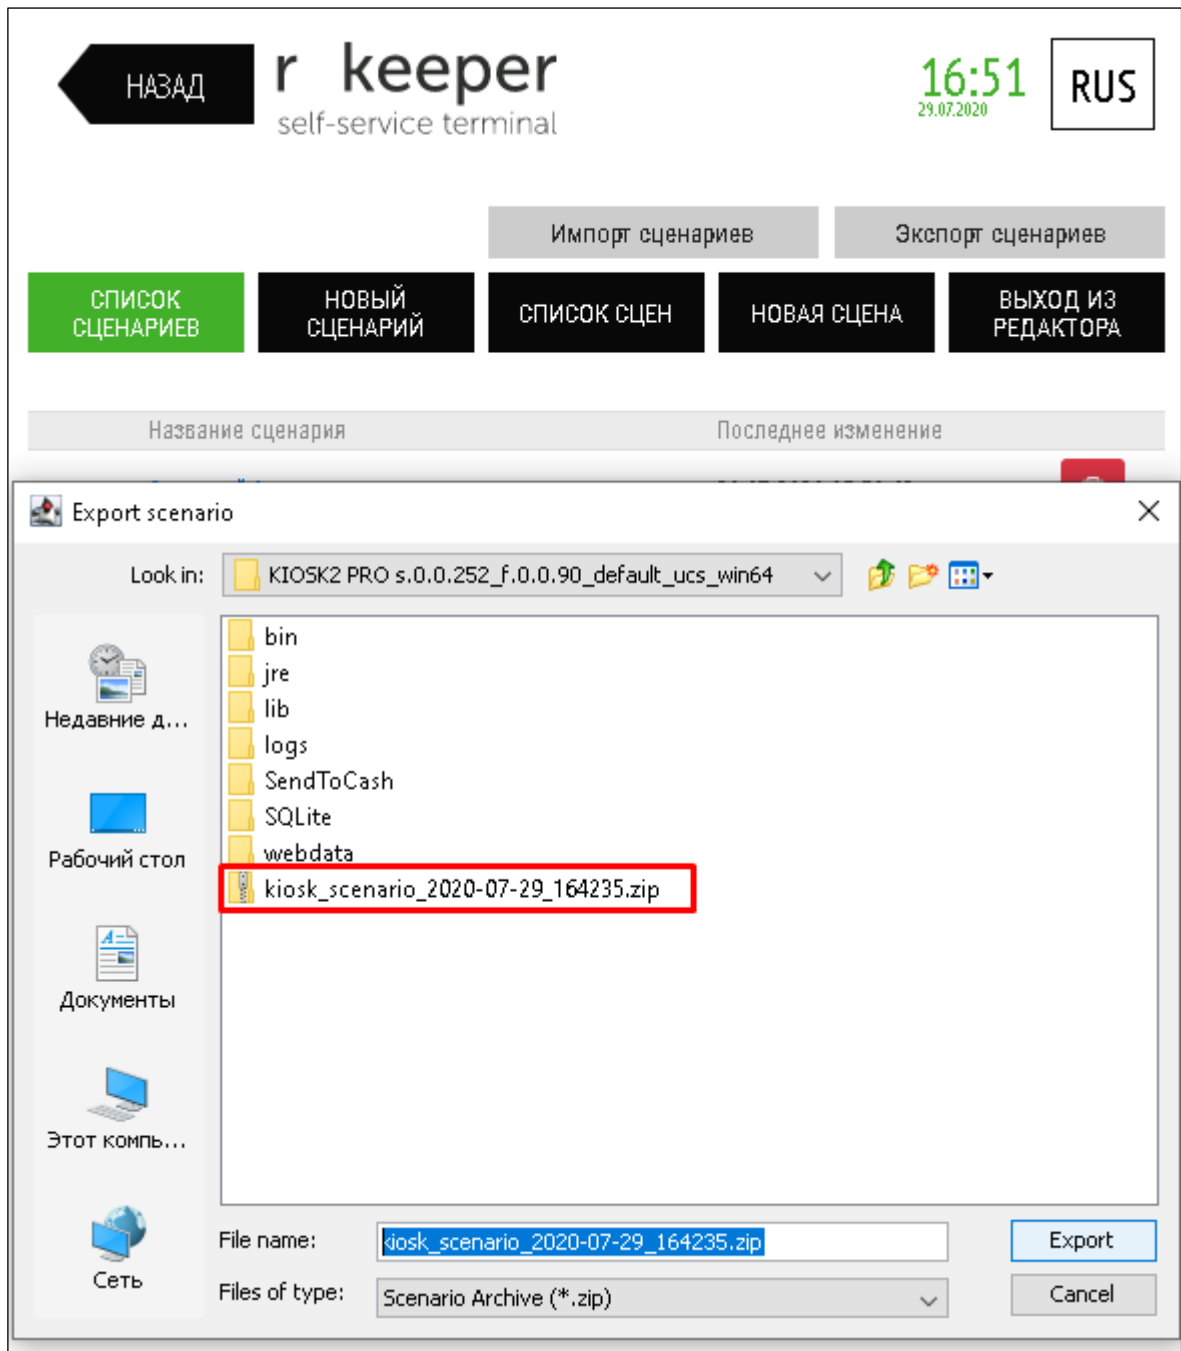 НАЗАД
r keeper
self-service terminal
16:51
29.07.2020
RUS
Импорт сценариев
Экспорт сценариев
СПИСОК
СЦЕНАРИЕВ
НОВЫЙ
СЦЕНАРИЙ
СПИСОК СЦЕН
НОВАЯ СЦЕНА
ВЫХОД ИЗ
РЕДАКТОРА
Название сценария
Последнее изменение
Export scenario
Look in:
KIOSK2 PRO s.0.0.252_f.0.0.90_default_ucs_win64
bin
jre
lib
logs
SendToCash
SQLite
webdata
kiosk_scenario_2020-07-29_164235.zip
Недавние д...
Рабочий стол
Документы
Этот компь...
Сеть
File name:
kiosk_scenario_2020-07-29_164235.zip
Export
Files of type:
Scenario Archive (*.zip)
Cancel